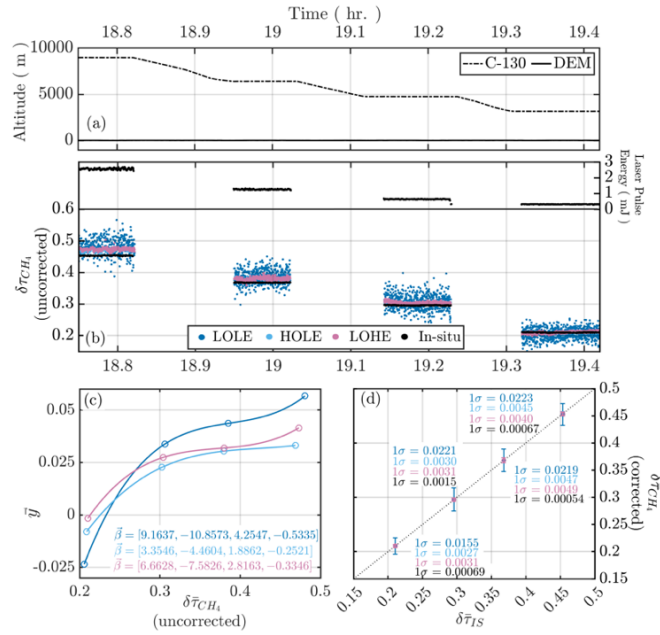 Time ( hr. )
18.8 18.9 19 19.1 19.2 19.3 19.4
Altitude ( m )
10000
5000
0
C-130 DEM
(a)
Laser Pulse
Energy ( mJ )
3
2
1
0
δτ_CH₄
(uncorrected)
0.6
0.5
0.4
0.3
0.2
(b)
LOLE HOLE LOHE In-situ
18.8 18.9 19 19.1 19.2 19.3 19.4
(c)
ȳ
0.05
0.025
0
-0.025
β⃗ = [9.1637, −10.8573, 4.2547, −0.5335]
β⃗ = [3.3546, −4.4604, 1.8862, −0.2521]
β⃗ = [6.6628, −7.5826, 2.8163, −0.3346]
0.2 0.3 0.4 0.5
δτ̄_CH₄
(uncorrected)
(d)
1σ = 0.0223
1σ = 0.0045
1σ = 0.0040
1σ = 0.00067
1σ = 0.0221
1σ = 0.0030
1σ = 0.0031
1σ = 0.0015
1σ = 0.0219
1σ = 0.0047
1σ = 0.0049
1σ = 0.00054
1σ = 0.0155
1σ = 0.0027
1σ = 0.0031
1σ = 0.00069
0.5
0.45
0.4
0.35
0.3
0.25
0.2
0.15
δτ_CH₄
(corrected)
0.15 0.2 0.25 0.3 0.35 0.4 0.45 0.5
δτ̄_IS